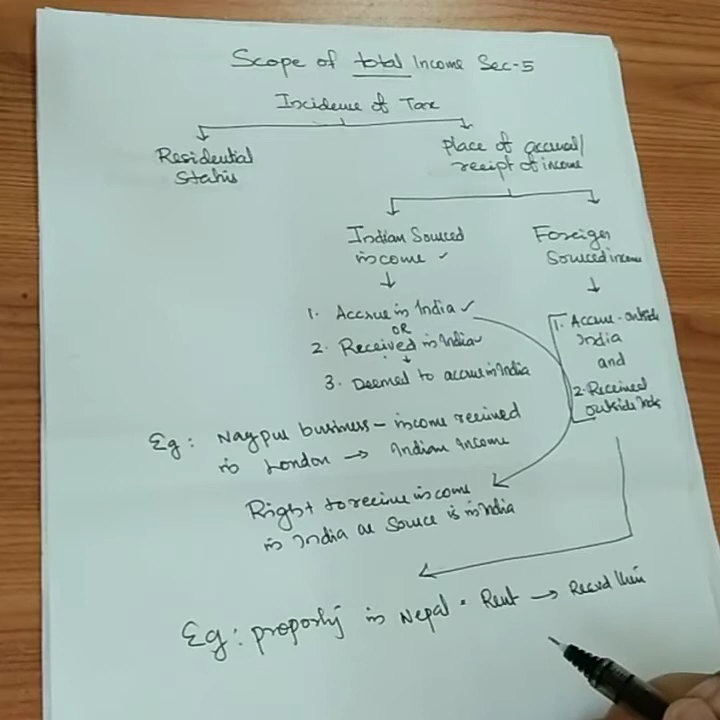 Scope of total Income Sec-5
Incidence of Tax
Residential
Status
Place of accrual/
receipt of income
Indian Sourced
income ✓
Foreign
Sourced income
1. Accrue in India ✓
OR
2. Received in India ✓
3. Deemed to accrue in India
1. Accrue - outside
India
and
2. Received
outside India
Eg: Nagpur business – income received
in London → Indian Income
Right to receive income
in India as Source is in India
Eg: property in Nepal - Rent →